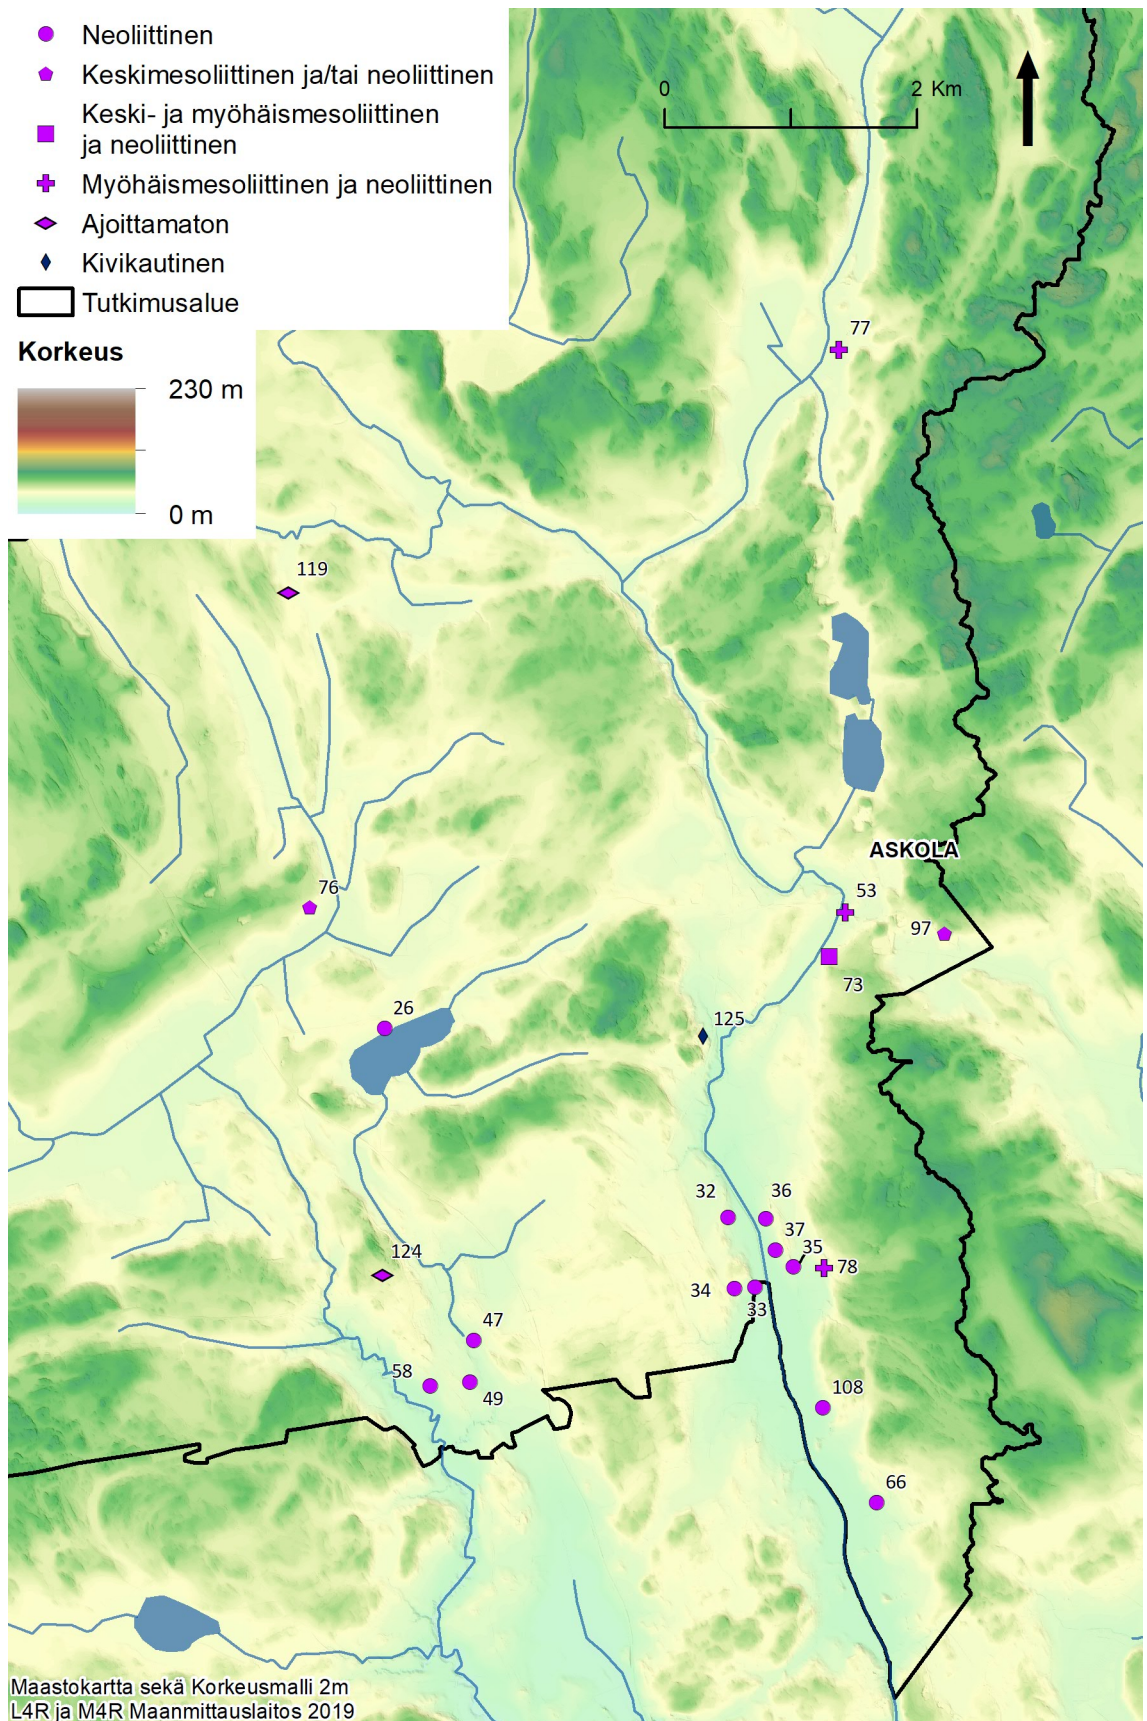 Neoliittinen
Keskimesoliittinen ja/tai neoliittinen
Keski- ja myöhäismesoliittinen
ja neoliittinen
Myöhäismesoliittinen ja neoliittinen
Ajoittamaton
Kivikautinen
Tutkimusalue
Korkeus
230 m
0 m
0 2 Km
77
119
ASKOLA
76
53
97
73
26
125
32
36
37
35
124
78
34
33
47
58
49
108
66
Maastokartta sekä Korkeusmalli 2m
L4R ja M4R Maanmittauslaitos 2019